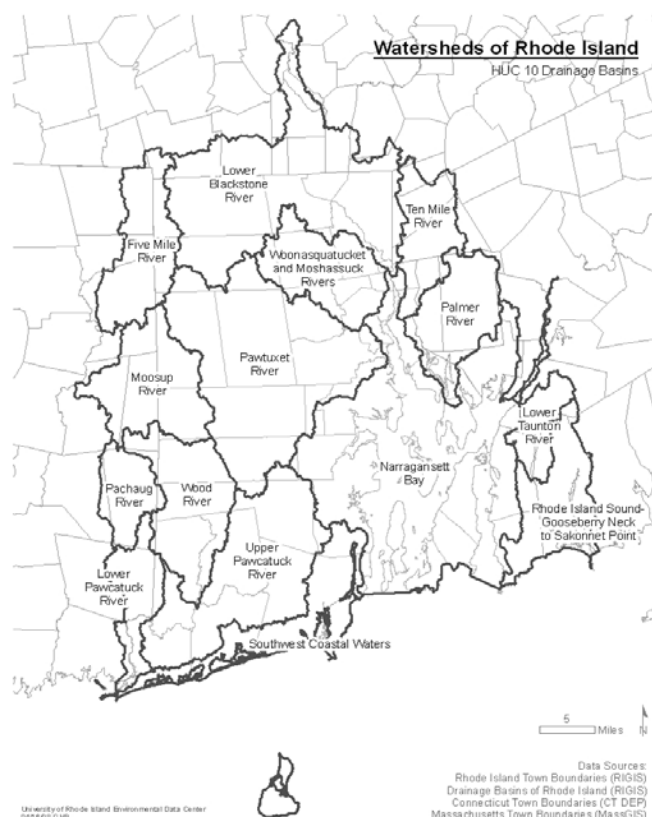 Watersheds of Rhode Island
HUC 10 Drainage Basins
Lower
Blackstone
River
Ten Mile
River
Five Mile
River
Woonasquatucket
and Moshassuck
Rivers
Palmer
River
Pawtuxet
River
Moosup
River
Lower
Taunton
River
Narragansett
Bay
Pachaug
River
Wood
River
Rhode Island Sound-
Gooseberry Neck
to Sakonnet Point
Upper
Pawcatuck
River
Lower
Pawcatuck
River
Southwest Coastal Waters
5
Miles
N
Data Sources:
Rhode Island Town Boundaries (RIGIS)
Drainage Basins of Rhode Island (RIGIS)
Connecticut Town Boundaries (CT DEP)
Massachusetts Town Boundaries (MassGIS)
University of Rhode Island Environmental Data Center